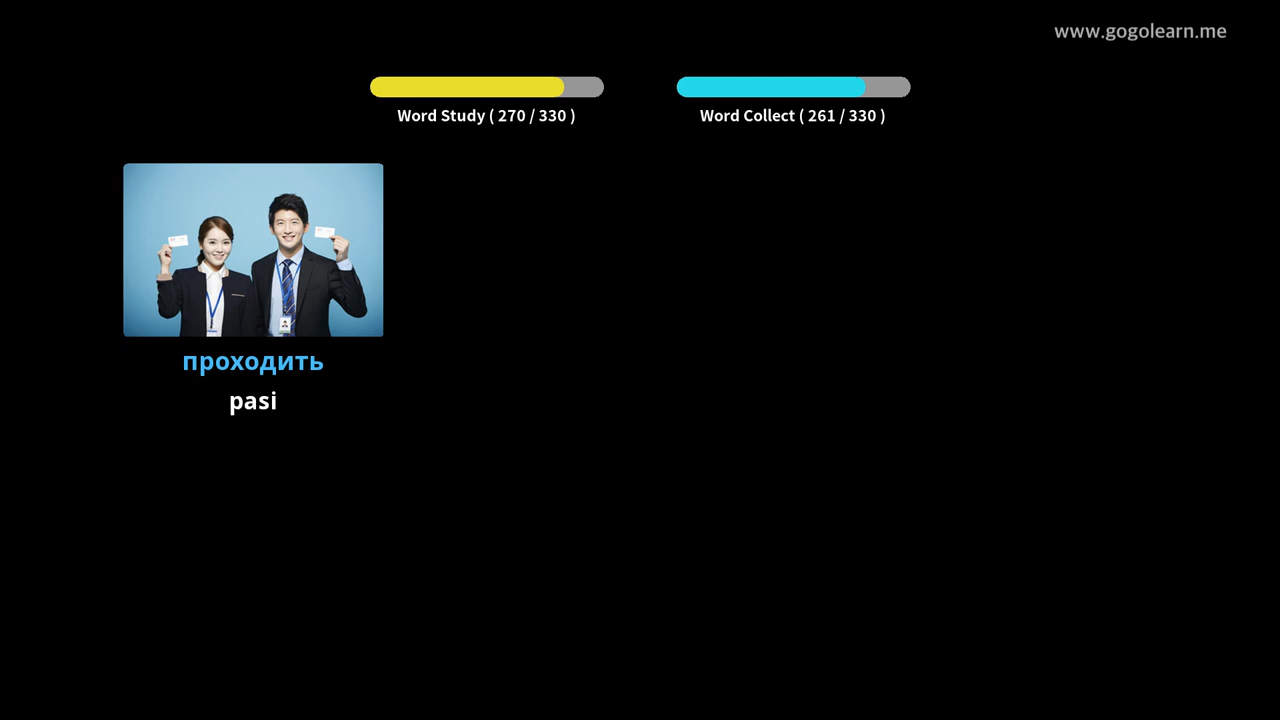 www.gogolearn.me
Word Study ( 270 / 330 )
Word Collect ( 261 / 330 )
проходить
pasi